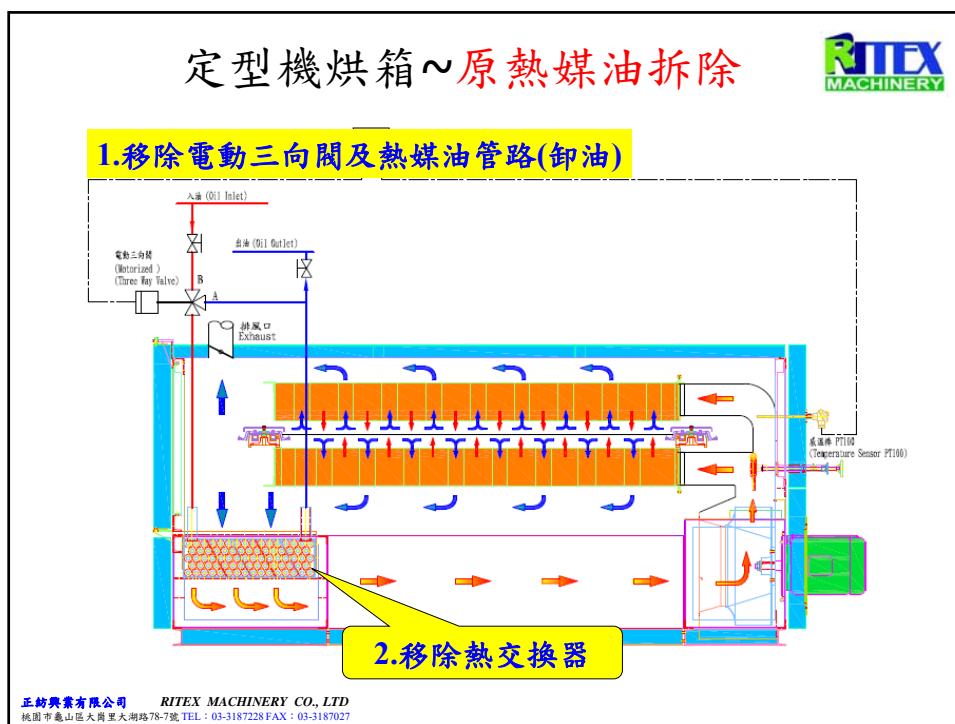 定型機烘箱~原熱媒油拆除
RITEX
MACHINERY
1.移除電動三向閥及熱媒油管路(卸油)
入油 (Oil Inlet)
出油 (Oil Outlet)
電動三向閥
(Motorized )
(Three Way Valve)
B
A
排風口
Exhaust
感溫棒 PT100
(Temperature Sensor PT100)
2.移除熱交換器
正紡興業有限公司 RITEX MACHINERY CO., LTD
桃園市龜山區大崗里大湖路78-7號 TEL：03-3187228 FAX：03-3187027